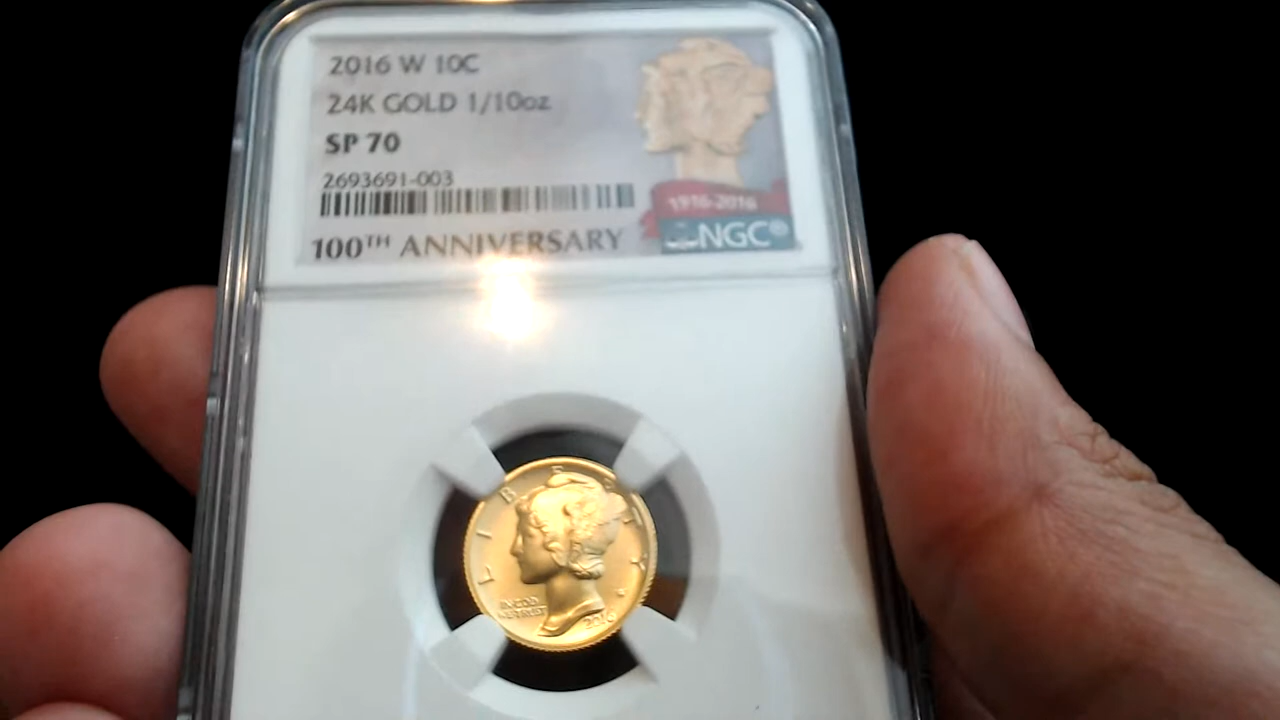 2016 W 10C
24K GOLD 1/10oz
SP 70
2693691-003
100TH ANNIVERSARY
1916-2016
NGC®
LIBERTY
IN GOD
WE TRUST
2016